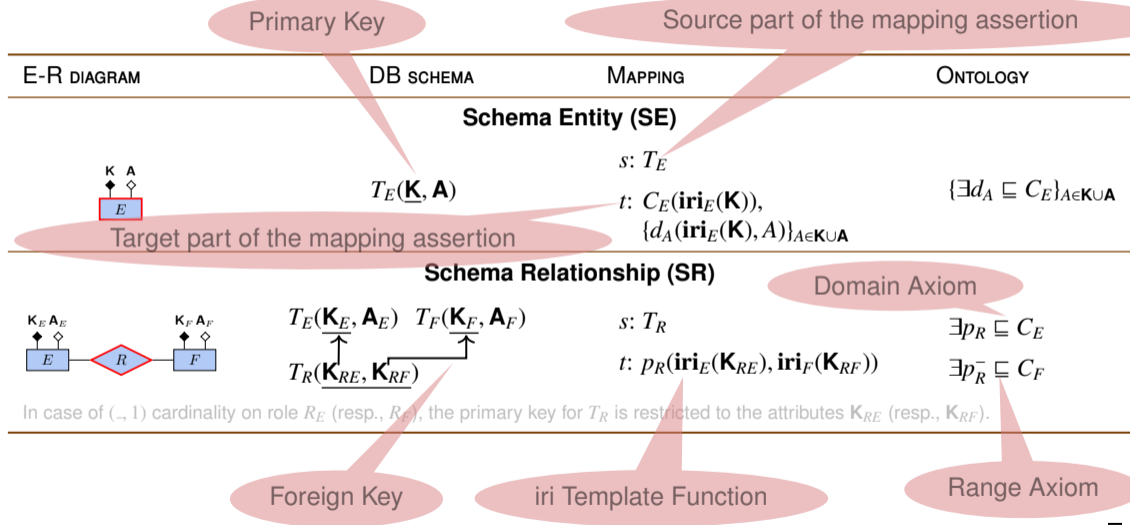 Primary Key
Source part of the mapping assertion
E-R DIAGRAM DB SCHEMA MAPPING ONTOLOGY
Schema Entity (SE)
K A
E
T_E(K, A)
s: T_E
t: C_E(iri_E(K)),
{d_A(iri_E(K), A)}_{A∈K∪A}
{∃d_A ⊑ C_E}_{A∈K∪A}
Target part of the mapping assertion
Schema Relationship (SR)
Domain Axiom
K_E A_E K_F A_F
E R F
T_E(K_E, A_E) T_F(K_F, A_F)
T_R(K_RE, K_RF)
s: T_R
t: p_R(iri_E(K_RE), iri_F(K_RF))
∃p_R ⊑ C_E
∃p_R^- ⊑ C_F
In case of (_, 1) cardinality on role R_E (resp., R_F), the primary key for T_R is restricted to the attributes K_RE (resp., K_RF).
Foreign Key
iri Template Function
Range Axiom